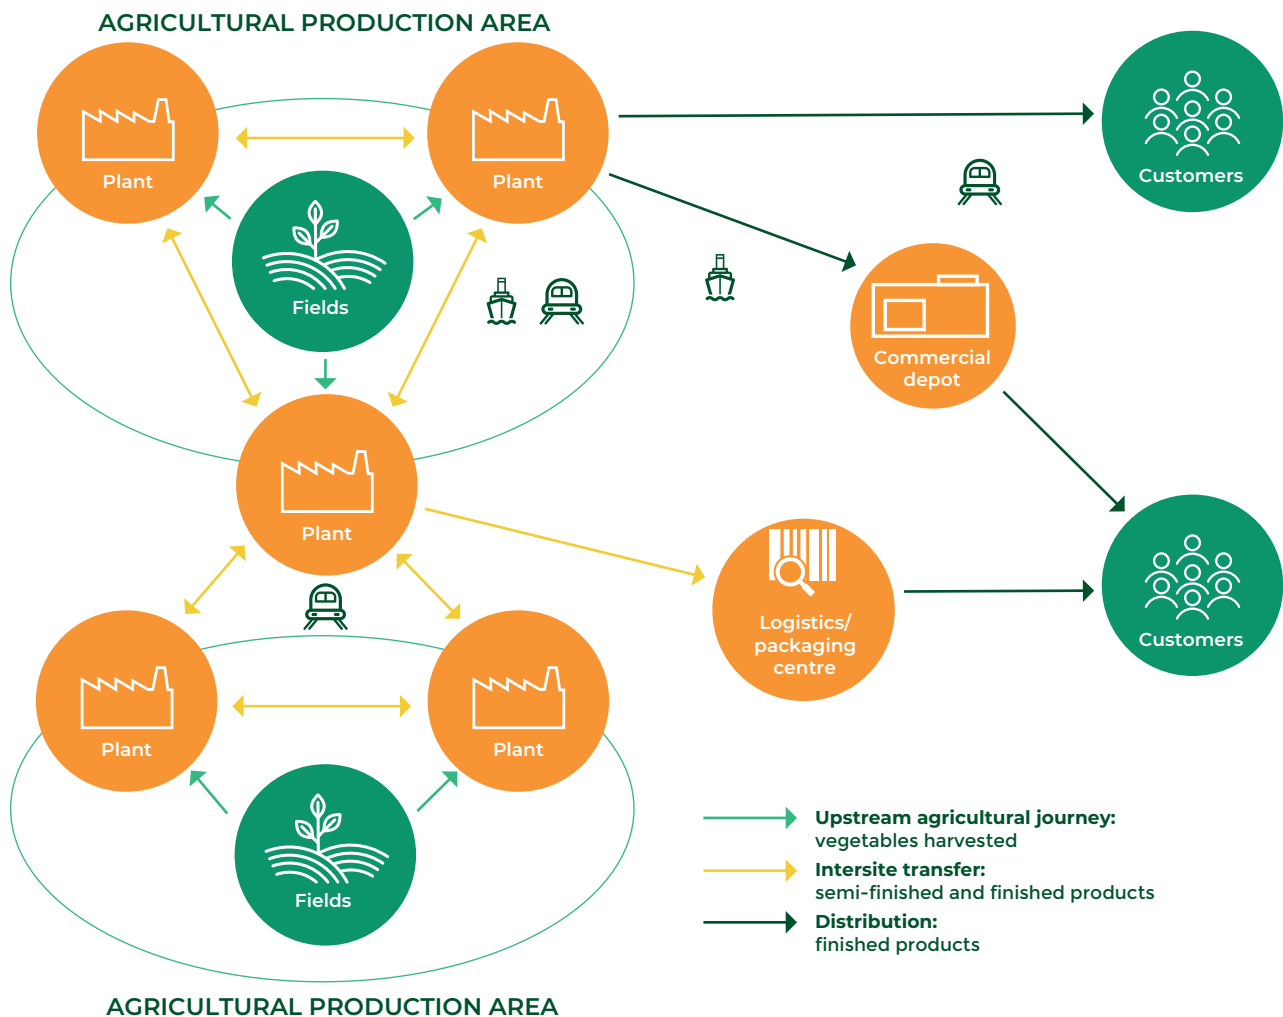 AGRICULTURAL PRODUCTION AREA
Plant
Plant
Customers
Fields
Commercial
depot
Plant
Logistics/
packaging
centre
Customers
Plant
Plant
Fields
Upstream agricultural journey:
vegetables harvested
Intersite transfer:
semi-finished and finished products
Distribution:
finished products
AGRICULTURAL PRODUCTION AREA